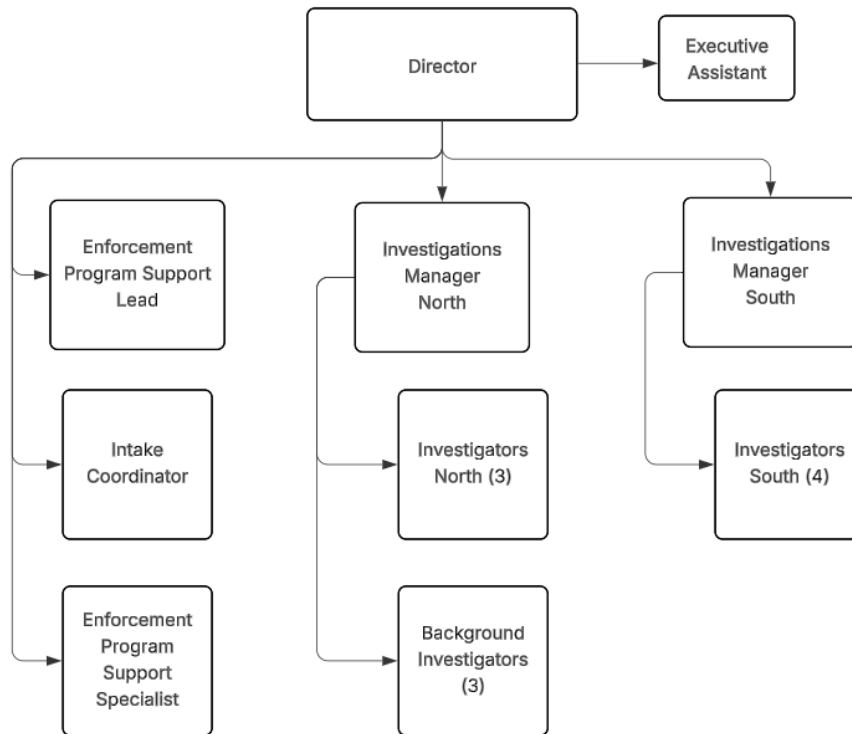 Director
Executive
Assistant
Enforcement
Program Support
Lead
Investigations
Manager
North
Investigations
Manager
South
Intake
Coordinator
Investigators
North (3)
Investigators
South (4)
Enforcement
Program
Support
Specialist
Background
Investigators
(3)